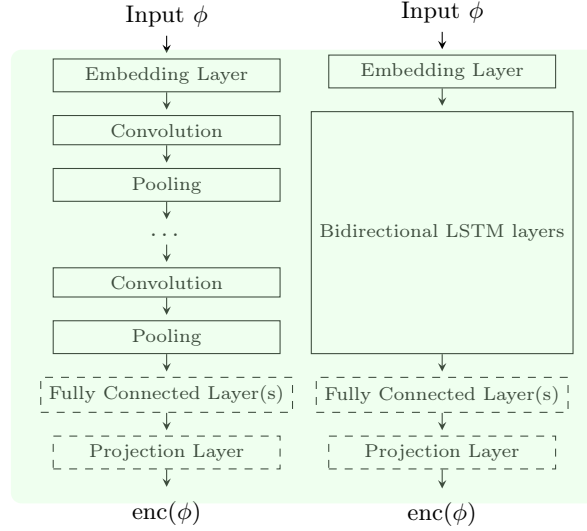 Input ϕ
Embedding Layer
Convolution
Pooling
...
Convolution
Pooling
Fully Connected Layer(s)
Projection Layer
enc(ϕ)
Input ϕ
Embedding Layer
Bidirectional LSTM layers
Fully Connected Layer(s)
Projection Layer
enc(ϕ)